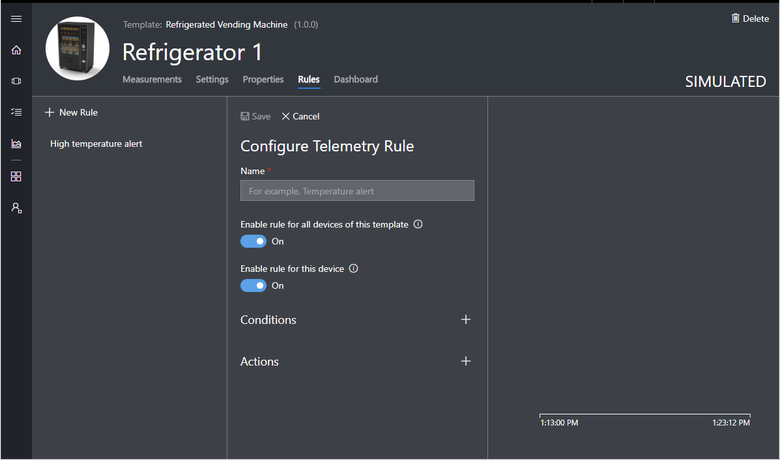 Template: Refrigerated Vending Machine (1.0.0)
Delete
Refrigerator 1
Measurements Settings Properties Rules Dashboard
SIMULATED
New Rule
High temperature alert
Save Cancel
Configure Telemetry Rule
Name *
For example, Temperature alert
Enable rule for all devices of this template
On
Enable rule for this device
On
Conditions
Actions
1:13:00 PM 1:23:12 PM